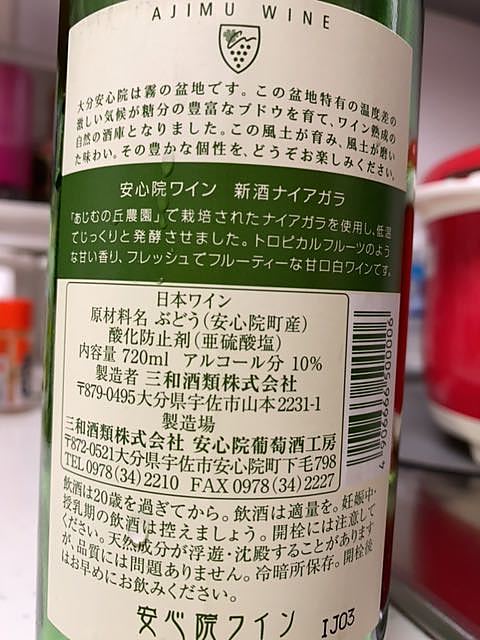 AJIMU WINE
大分安心院は霧の盆地です。この盆地特有の温度差の
激しい気候が糖分の豊富なブドウを育て、ワイン熟成の
自然の酒庫となりました。この風土が育み、風土が磨い
た味わい。その豊かな個性を、どうぞお楽しみください。
安心院ワイン 新酒ナイアガラ
「あじむの丘農園」で栽培されたナイアガラを使用し、低温
でじっくりと発酵させました。トロピカルフルーツのよう
な甘い香り、フレッシュでフルーティーな甘口白ワインです。
日本ワイン
原材料名 ぶどう(安心院町産)
酸化防止剤(亜硫酸塩)
内容量 720ml アルコール分 10%
製造者 三和酒類株式会社
〒879-0495大分県宇佐市山本2231-1
製造場
三和酒類株式会社 安心院葡萄酒工房
〒872-0521大分県宇佐市安心院町下毛798
TEL0978(34)2210 FAX0978(34)2227
4 906666 500006
飲酒は20歳を過ぎてから。飲酒は適量を。妊娠中・
授乳期の飲酒は控えましょう。開栓には注意して
ください。天然成分が浮遊・沈殿することがあります
が、品質には問題ありません。冷暗所保存。開栓後
はお早めにお飲みください。
安心院ワイン IJ03